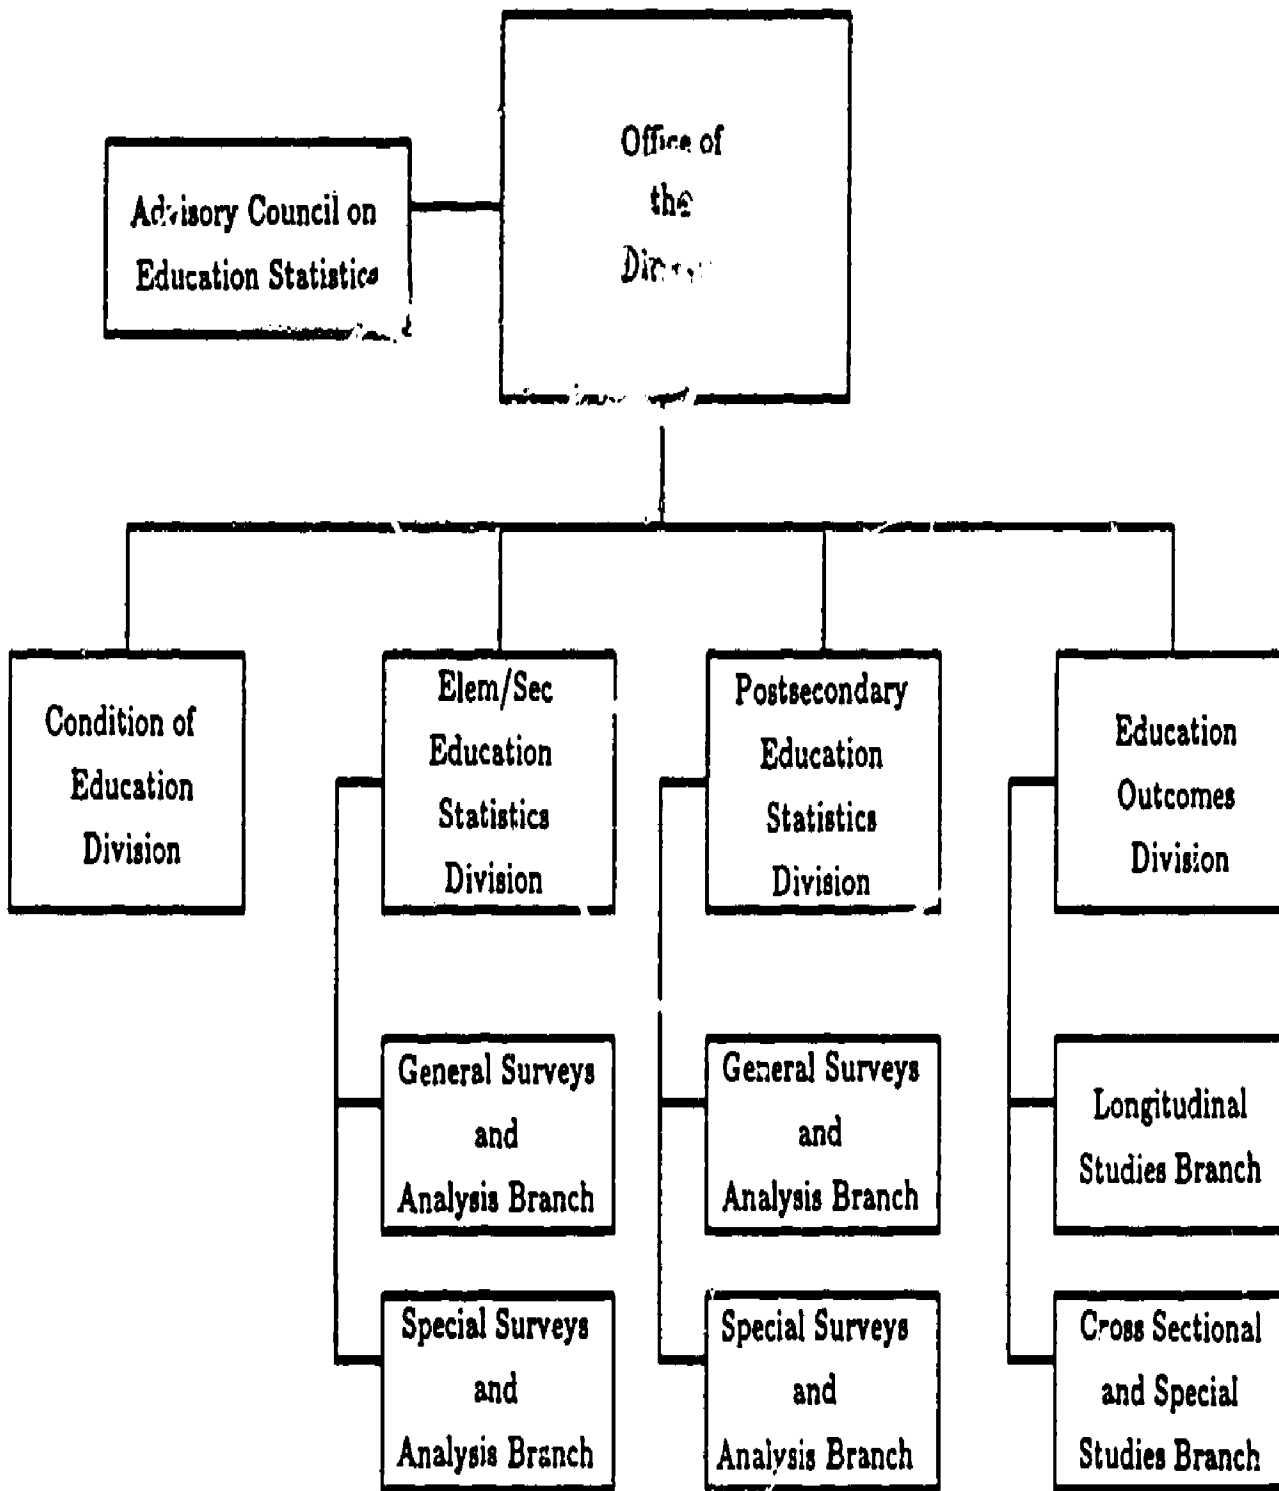 Office of
the
Advisory Council on
Education Statistics
Condition of
Education
Division
Elem/Sec
Education
Statistics
Division
Postsecondary
Education
Statistics
Division
Education
Outcomes
Division
General Surveys
and
Analysis Branch
General Surveys
and
Analysis Branch
Longitudinal
Studies Branch
Special Surveys
and
Analysis Branch
Special Surveys
and
Analysis Branch
Cross Sectional
and Special
Studies Branch